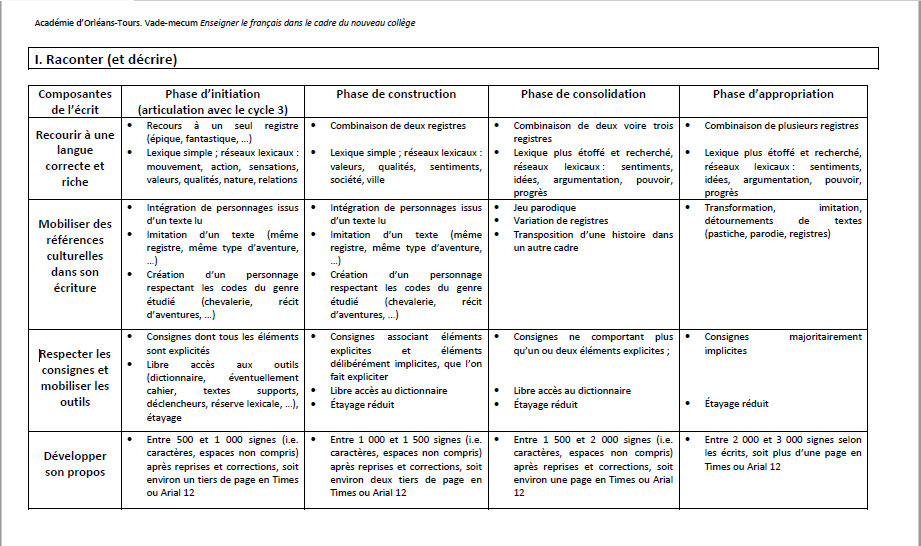 Académie d'Orléans-Tours. Vade-mecum Enseigner le français dans le cadre du nouveau collège
I. Raconter (et décrire)
Composantes
de l'écrit
Phase d'initiation
(articulation avec le cycle 3)
Phase de construction
Phase de consolidation
Phase d'appropriation
Recourir à une
langue
correcte et
riche
• Recours à un seul registre
(épique, fantastique, ...)
• Lexique simple ; réseaux lexicaux :
mouvement, action, sensations,
valeurs, qualités, nature, relations
• Combinaison de deux registres
• Lexique simple ; réseaux lexicaux :
valeurs, qualités, sentiments,
société, ville
• Combinaison de deux voire trois
registres
• Lexique plus étoffé et recherché,
réseaux lexicaux : sentiments,
idées, argumentation, pouvoir,
progrès
• Combinaison de plusieurs registres
• Lexique plus étoffé et recherché,
réseaux lexicaux : sentiments,
idées, argumentation, pouvoir,
progrès
Mobiliser des
références
culturelles
dans son
écriture
• Intégration de personnages issus
d'un texte lu
• Imitation d'un texte (même
registre, même type d'aventure,
...)
• Création d'un personnage
respectant les codes du genre
étudié (chevalerie, récit
d'aventures, ...)
• Intégration de personnages issus
d'un texte lu
• Imitation d'un texte (même
registre, même type d'aventure,
...)
• Création d'un personnage
respectant les codes du genre
étudié (chevalerie, récit
d'aventures, ...)
• Jeu parodique
• Variation de registres
• Transposition d'une histoire dans
un autre cadre
• Transformation, imitation,
détournements de textes
(pastiche, parodie, registres)
Respecter les
consignes et
mobiliser les
outils
• Consignes dont tous les éléments
sont explicités
• Libre accès aux outils
(dictionnaire, éventuellement
cahier, textes supports,
déclencheurs, réserve lexicale, ...),
étayage
• Consignes associant éléments
explicites et éléments
délibérément implicites, que l'on
fait expliciter
• Libre accès au dictionnaire
• Étayage réduit
• Consignes ne comportant plus
qu'un ou deux éléments explicites ;
• Libre accès au dictionnaire
• Étayage réduit
• Consignes majoritairement
implicites
• Étayage réduit
Développer
son propos
• Entre 500 et 1 000 signes (i.e.
caractères, espaces non compris)
après reprises et corrections, soit
environ un tiers de page en Times
ou Arial 12
• Entre 1 000 et 1 500 signes (i.e.
caractères, espaces non compris)
après reprises et corrections, soit
environ deux tiers de page en
Times ou Arial 12
• Entre 1 500 et 2 000 signes (i.e.
caractères, espaces non compris)
après reprises et corrections, soit
environ une page en Times ou Arial
12
• Entre 2 000 et 3 000 signes selon
les écrits, soit plus d'une page en
Times ou Arial 12